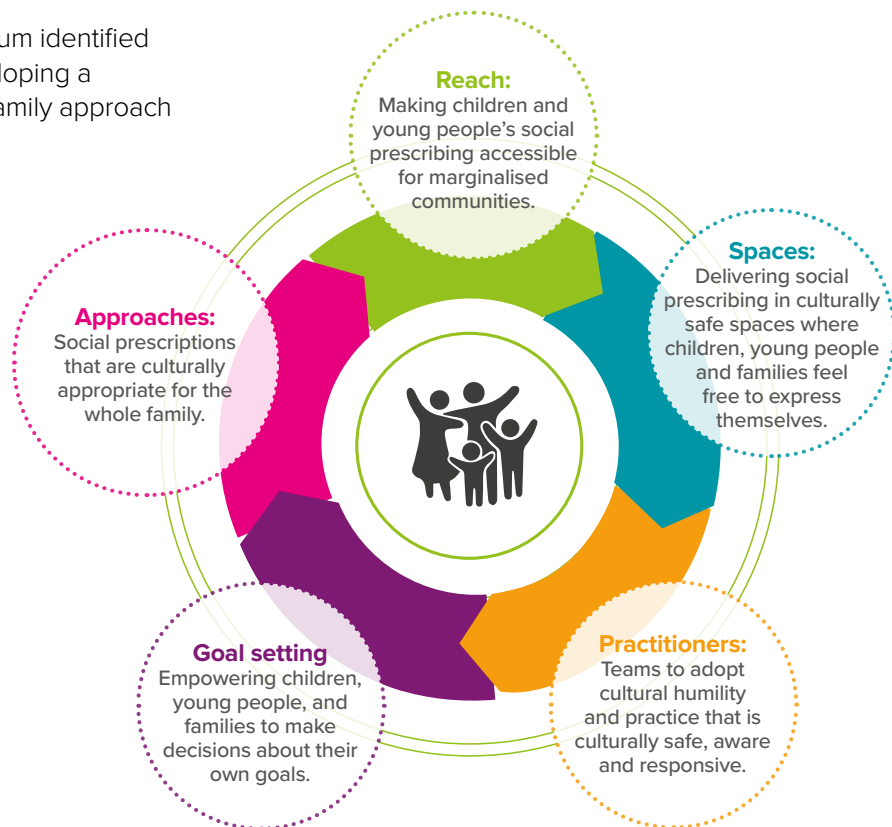 um identified
loping a
amily approach
Reach:
Making children and
young people's social
prescribing accessible
for marginalised
communities.
Spaces:
Delivering social
prescribing in culturally
safe spaces where
children, young people
and families feel
free to express
themselves.
Practitioners:
Teams to adopt
cultural humility
and practice that is
culturally safe, aware
and responsive.
Goal setting
Empowering children,
young people, and
families to make
decisions about their
own goals.
Approaches:
Social prescriptions
that are culturally
appropriate for the
whole family.